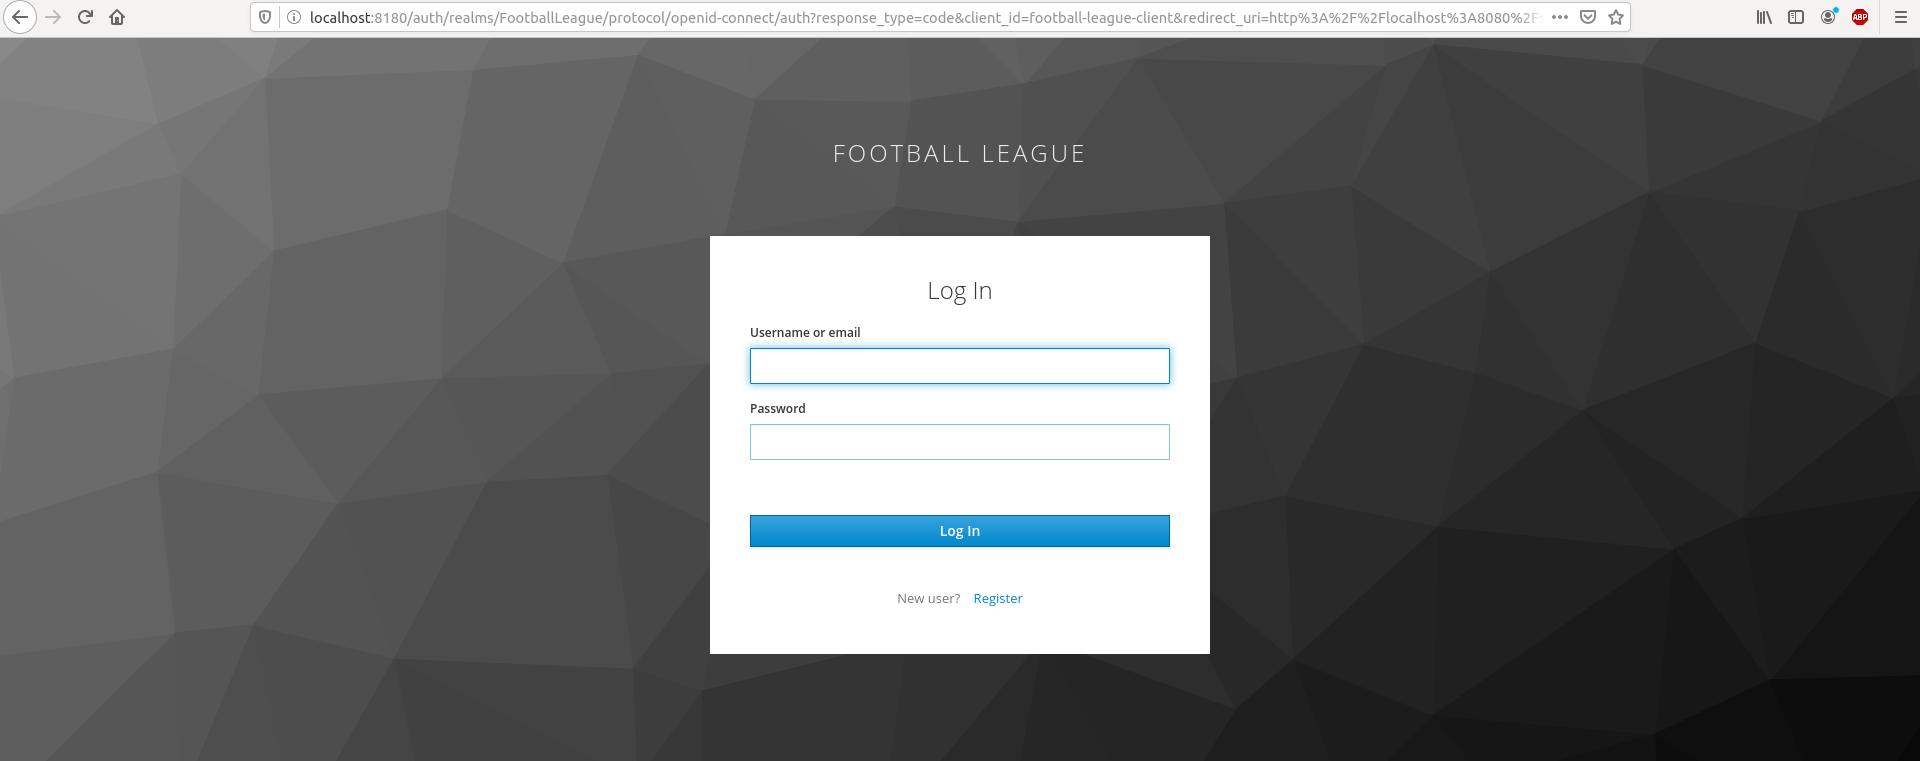 localhost:8180/auth/realms/FootballLeague/protocol/openid-connect/auth?response_type=code&client_id=football-league-client&redirect_uri=http%3A%2F%2Flocalhost%3A8080%2F
ABP
FOOTBALL LEAGUE
Log In
Username or email
Password
Log In
New user? Register